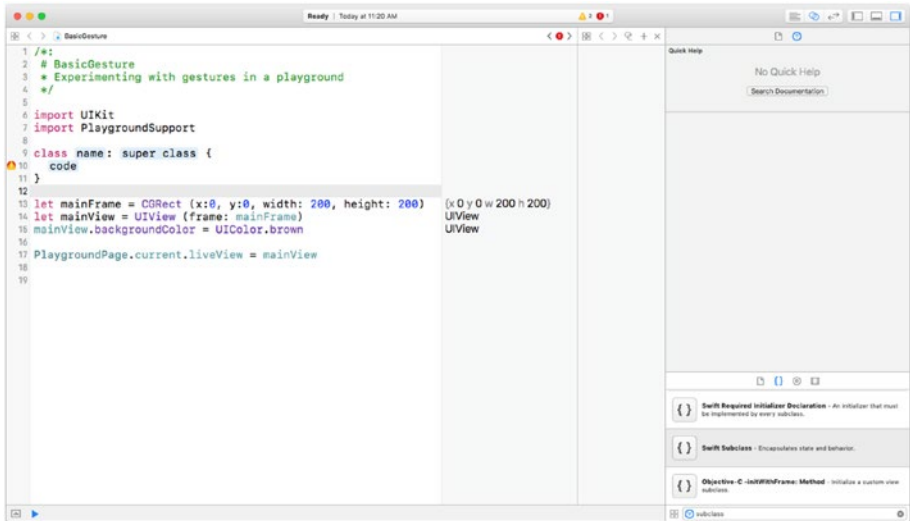 Ready | Today at 11:20 AM
2
1
BasicGesture
1 /*:
2 # BasicGesture
3 * Experimenting with gestures in a playground
4 */
5
6 import UIKit
7 import PlaygroundSupport
8
9 class name: super class {
10 code
11 }
12
13 let mainFrame = CGRect (x:0, y:0, width: 200, height: 200)
14 let mainView = UIView (frame: mainFrame)
15 mainView.backgroundColor = UIColor.brown
16
17 PlaygroundPage.current.liveView = mainView
18
19
{x 0 y 0 w 200 h 200}
UIView
UIView
Quick Help
No Quick Help
Search Documentation
{ } Swift Required Initializer Declaration - An initializer that must
be implemented by every subclass.
{ } Swift Subclass - Encapsulates state and behavior.
{ } Objective-C -initWithFrame: Method - Initialize a custom view
subclass.
subclass